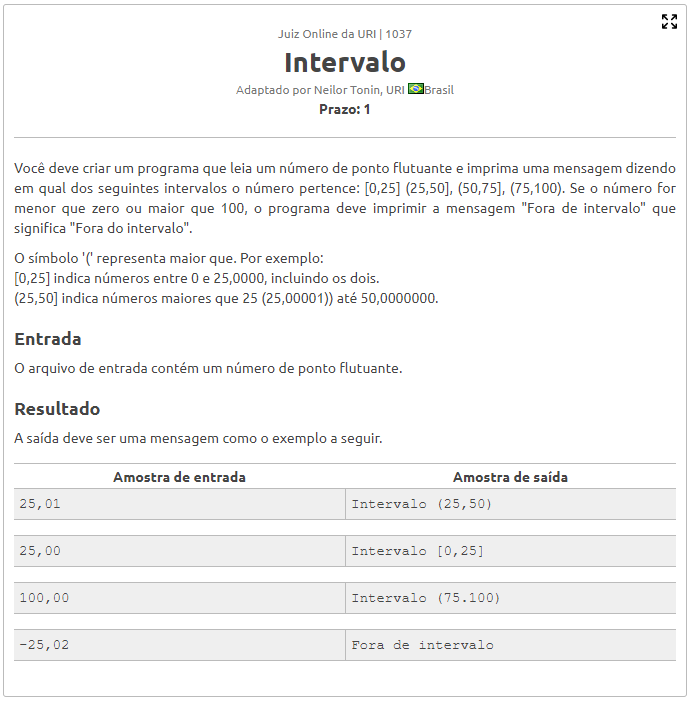 Juiz Online da URI | 1037
Intervalo
Adaptado por Neilor Tonin, URI Brasil
Prazo: 1
Você deve criar um programa que leia um número de ponto flutuante e imprima uma mensagem dizendo
em qual dos seguintes intervalos o número pertence: [0,25] (25,50], (50,75], (75,100). Se o número for
menor que zero ou maior que 100, o programa deve imprimir a mensagem "Fora de intervalo" que
significa "Fora do intervalo".
O símbolo '(' representa maior que. Por exemplo:
[0,25] indica números entre 0 e 25,0000, incluindo os dois.
(25,50] indica números maiores que 25 (25,00001)) até 50,0000000.
Entrada
O arquivo de entrada contém um número de ponto flutuante.
Resultado
A saída deve ser uma mensagem como o exemplo a seguir.
Amostra de entrada Amostra de saída
25,01 Intervalo (25,50)
25,00 Intervalo [0,25]
100,00 Intervalo (75.100)
-25,02 Fora de intervalo